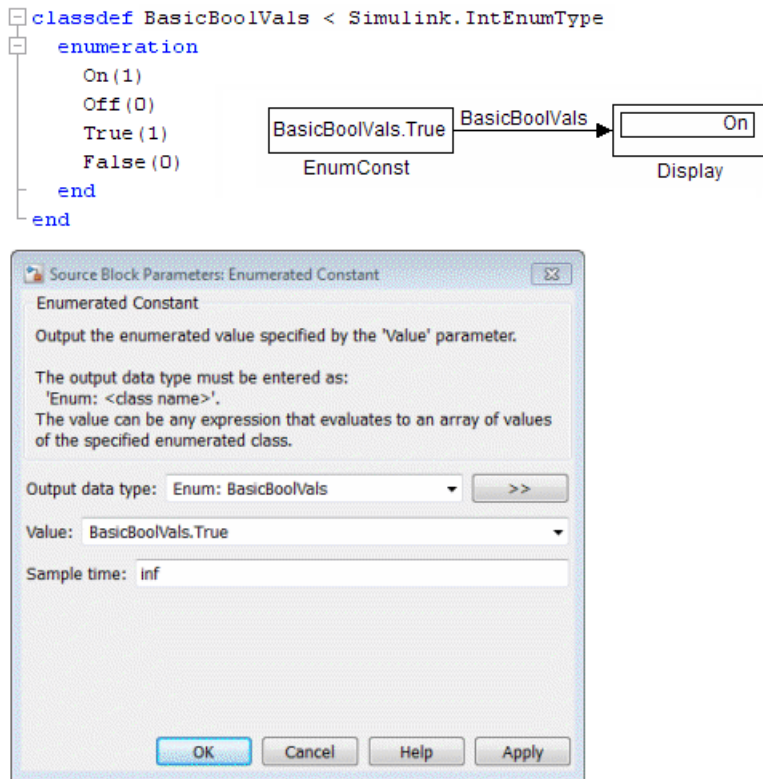 classdef BasicBoolVals < Simulink.IntEnumType
enumeration
On(1)
Off(0)
True(1)
False(0)
end
end
BasicBoolVals.True
BasicBoolVals
On
EnumConst
Display
Source Block Parameters: Enumerated Constant
Enumerated Constant
Output the enumerated value specified by the 'Value' parameter.
The output data type must be entered as:
'Enum: <class name>'.
The value can be any expression that evaluates to an array of values
of the specified enumerated class.
Output data type: Enum: BasicBoolVals >>
Value: BasicBoolVals.True
Sample time: inf
OK Cancel Help Apply